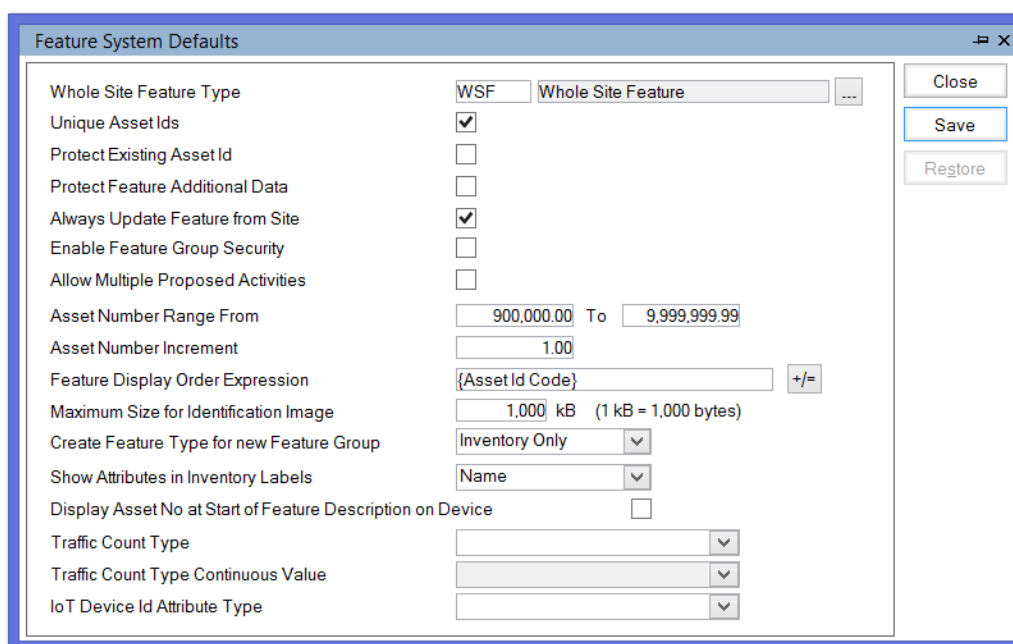 Feature System Defaults
Whole Site Feature Type WSF Whole Site Feature ... Close
Unique Asset Ids Save
Protect Existing Asset Id
Protect Feature Additional Data Restore
Always Update Feature from Site
Enable Feature Group Security
Allow Multiple Proposed Activities
Asset Number Range From 900,000.00 To 9,999,999.99
Asset Number Increment 1.00
Feature Display Order Expression {Asset Id Code} +/=
Maximum Size for Identification Image 1,000 kB (1 kB = 1,000 bytes)
Create Feature Type for new Feature Group Inventory Only
Show Attributes in Inventory Labels Name
Display Asset No at Start of Feature Description on Device
Traffic Count Type
Traffic Count Type Continuous Value
IoT Device Id Attribute Type